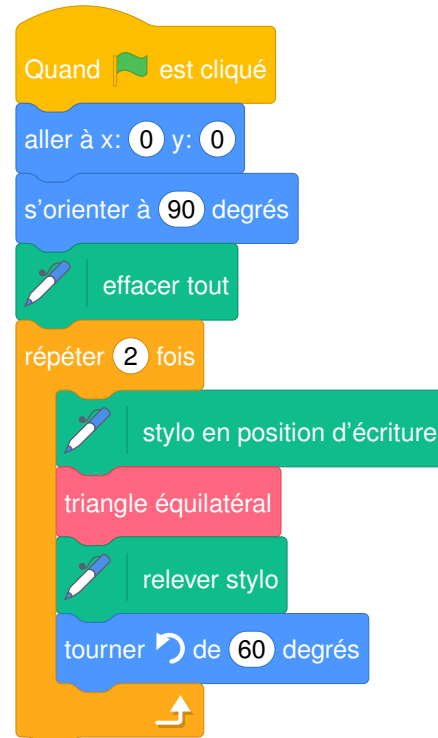 Quand est cliqué
aller à x: 0 y: 0
s'orienter à 90 degrés
effacer tout
répéter 2 fois
stylo en position d'écriture
triangle équilatéral
relever stylo
tourner de 60 degrés